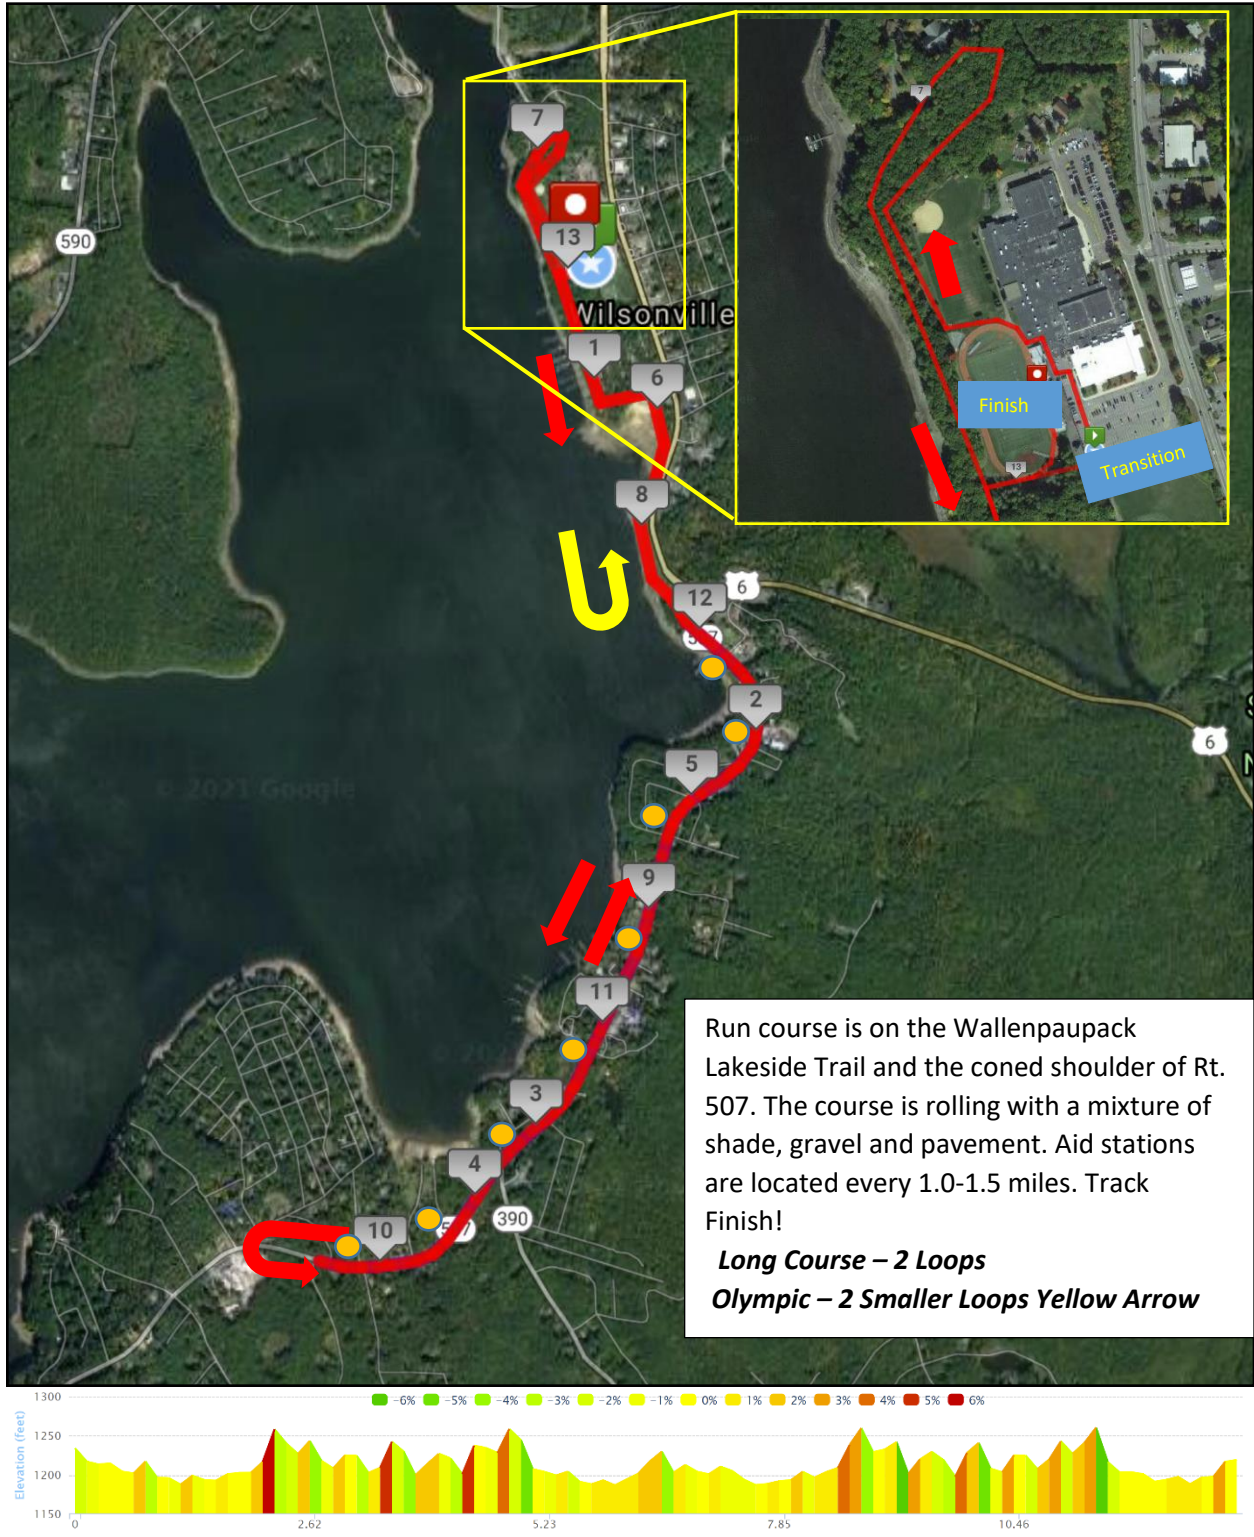 7
Finish
13
Transition
590
7
13
Wilsonville
1
6
8
12
6
2
6
5
© 2021 Google
9
11
3
4
10
390
Run course is on the Wallenpaupack
Lakeside Trail and the coned shoulder of Rt.
507. The course is rolling with a mixture of
shade, gravel and pavement. Aid stations
are located every 1.0-1.5 miles. Track
Finish!
Long Course – 2 Loops
Olympic – 2 Smaller Loops Yellow Arrow
-6% -5% -4% -3% -2% -1% 0% 1% 2% 3% 4% 5% 6%
Elevation (feet)
1300
1250
1200
1150
0 2.62 5.23 7.85 10.46